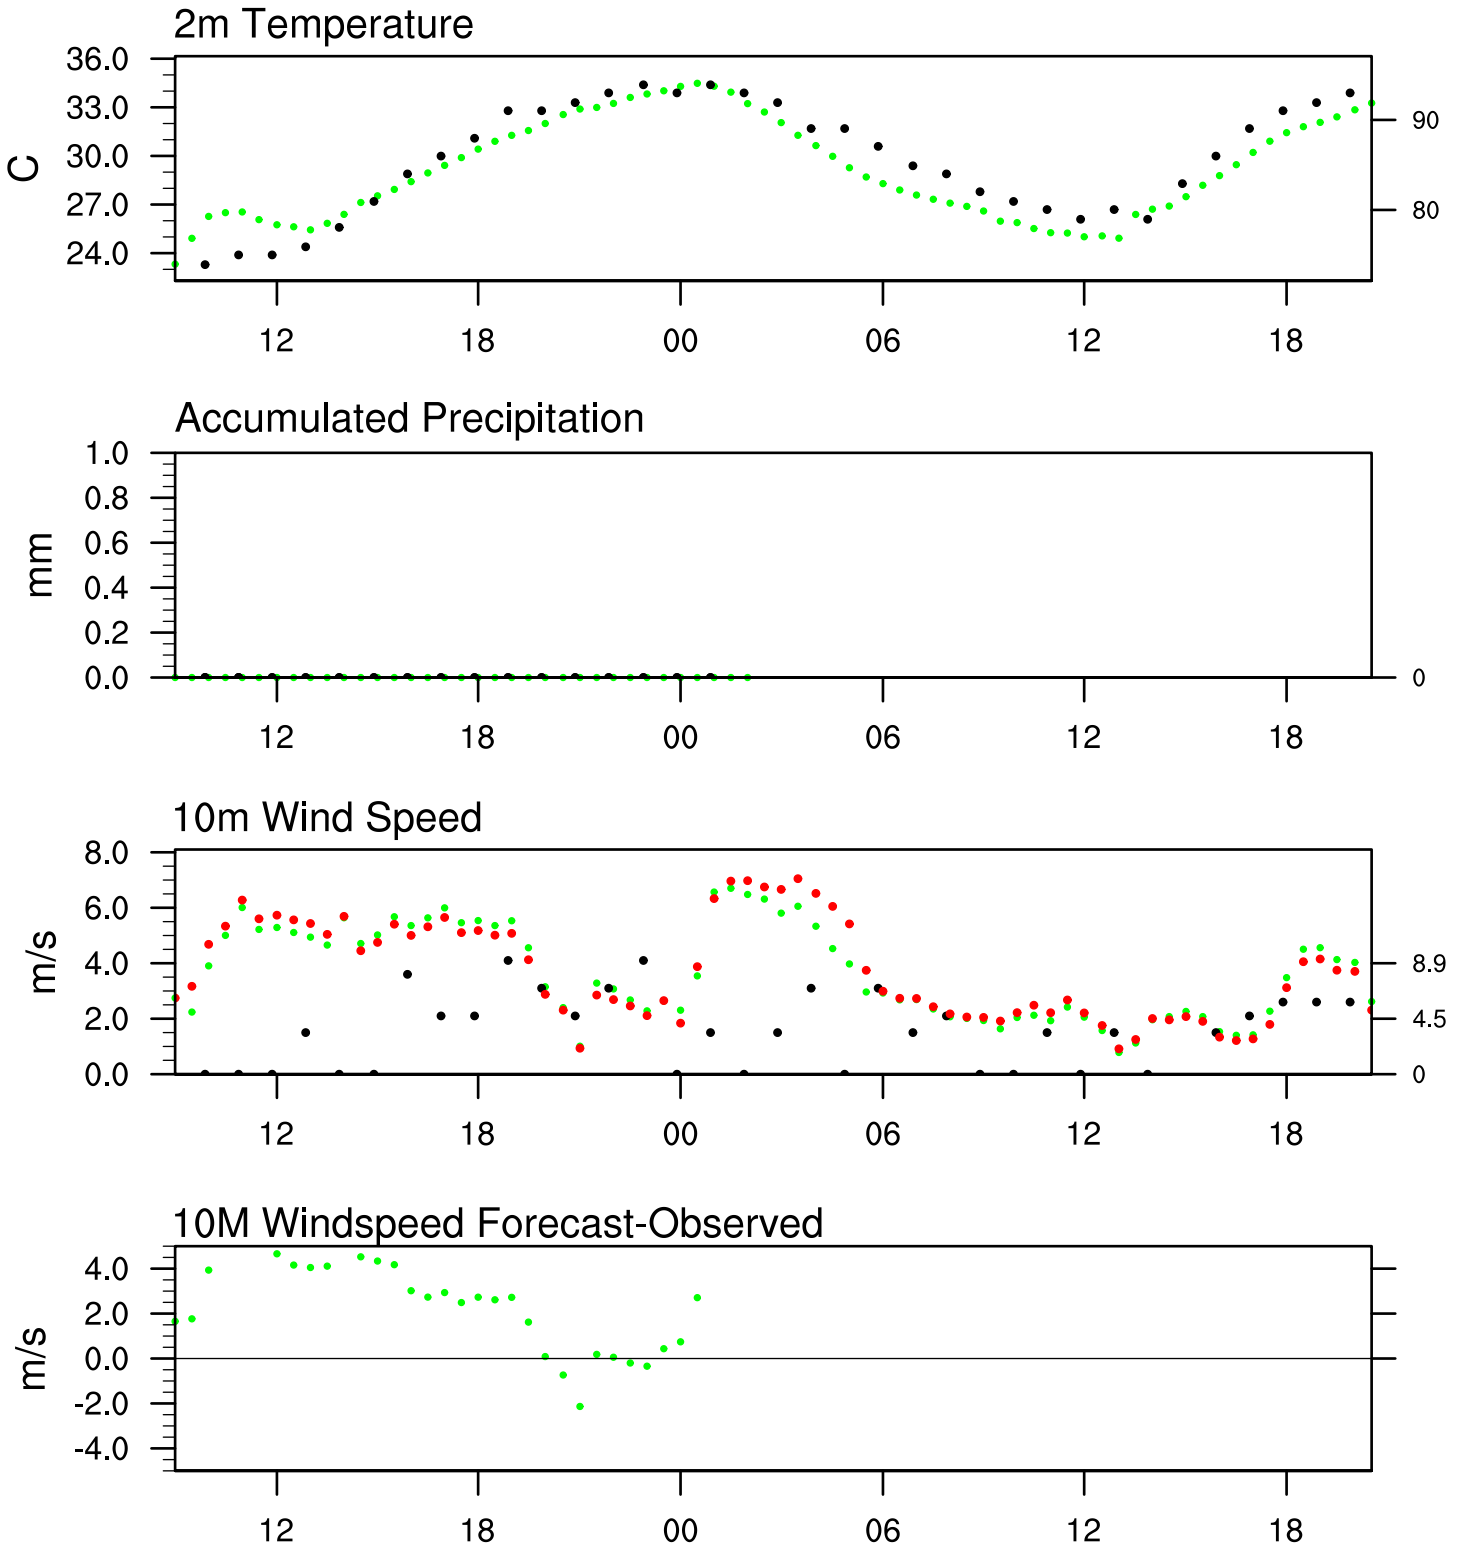 2m Temperature
36.0
33.0
30.0
27.0
24.0
C
90
80
12 18 00 06 12 18
Accumulated Precipitation
1.0
0.8
0.6
0.4
0.2
0.0
mm
0
12 18 00 06 12 18
10m Wind Speed
8.0
6.0
4.0
2.0
0.0
m/s
8.9
4.5
0
12 18 00 06 12 18
10M Windspeed Forecast-Observed
4.0
2.0
0.0
-2.0
-4.0
m/s
12 18 00 06 12 18